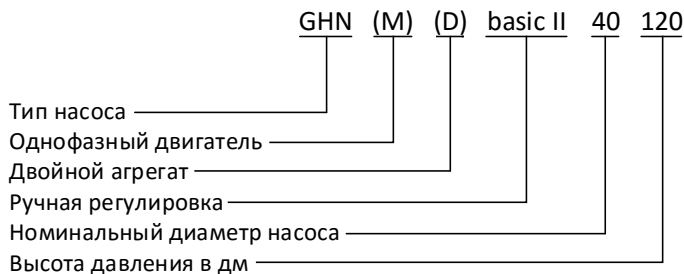 GHN (M) (D) basic II 40 120
Тип насоса
Однофазный двигатель
Двойной агрегат
Ручная регулировка
Номинальный диаметр насоса
Высота давления в дм